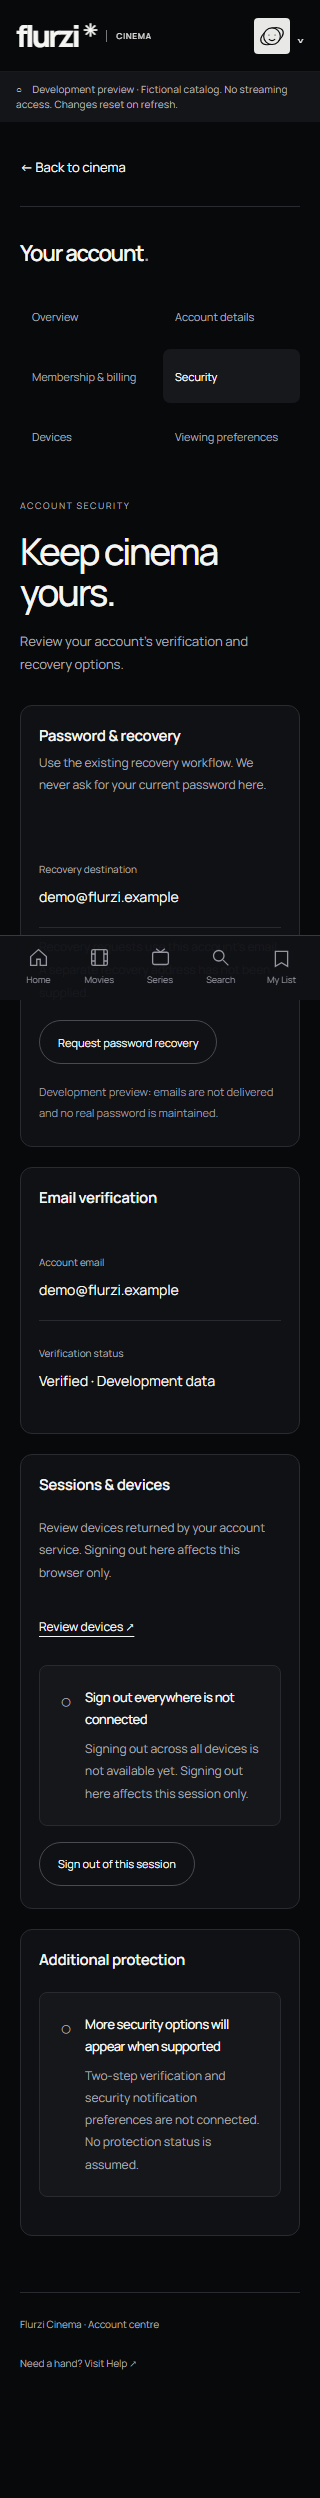 flurzi* | CINEMA
Development preview · Fictional catalog. No streaming
access. Changes reset on refresh.
← Back to cinema
Your account.
Overview
Account details
Membership & billing
Security
Devices
Viewing preferences
ACCOUNT SECURITY
Keep cinema
yours.
Review your account's verification and
recovery options.
Password & recovery
Use the existing recovery workflow. We
never ask for your current password here.
Recovery destination
demo@flurzi.example
Home
Movies
Series
Search
My List
Request password recovery
Development preview: emails are not delivered
and no real password is maintained.
Email verification
Account email
demo@flurzi.example
Verification status
Verified · Development data
Sessions & devices
Review devices returned by your account
service. Signing out here affects this
browser only.
Review devices ↗
Sign out everywhere is not
connected
Signing out across all devices is
not available yet. Signing out
here affects this session only.
Sign out of this session
Additional protection
More security options will
appear when supported
Two-step verification and
security notification
preferences are not connected.
No protection status is
assumed.
Flurzi Cinema · Account centre
Need a hand? Visit Help ↗